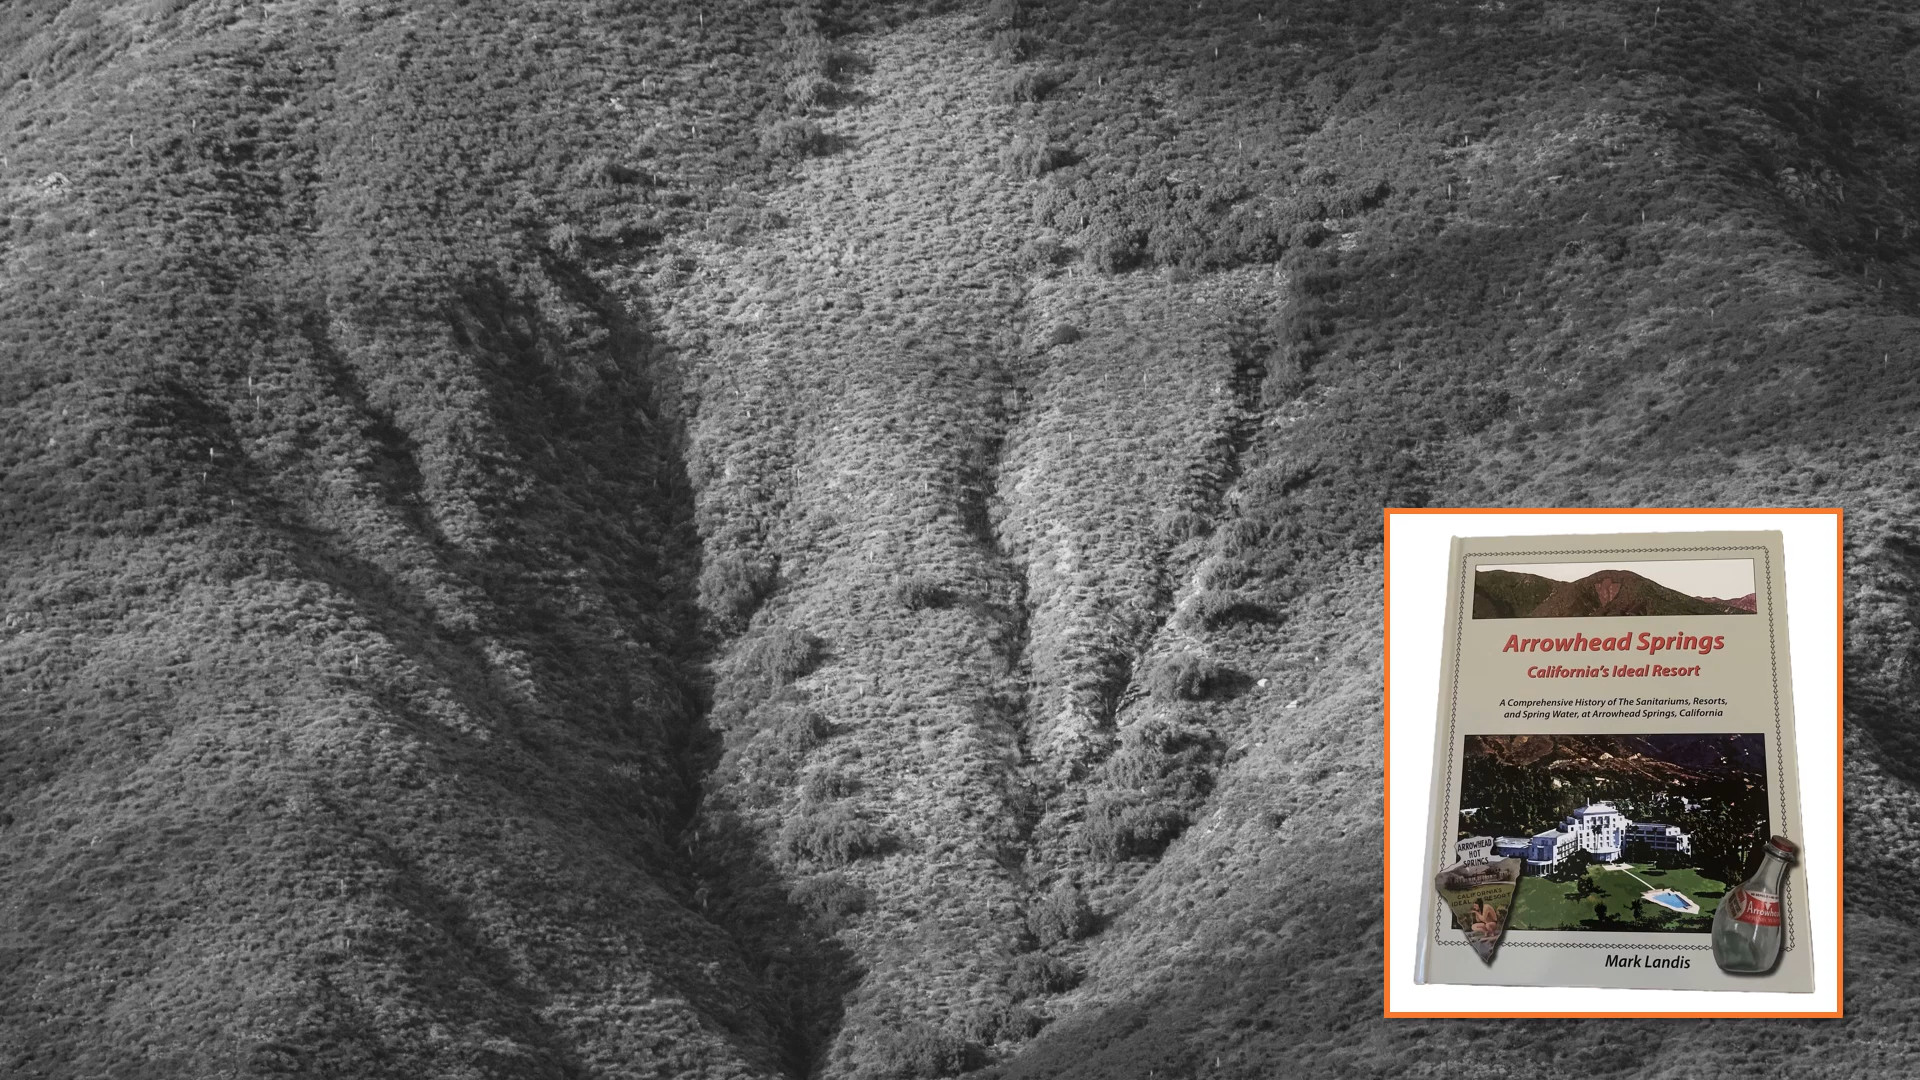 Arrowhead Springs
California's Ideal Resort
A Comprehensive History of The Sanitariums, Resorts,
and Spring Water, at Arrowhead Springs, California
ARROWHEAD
HOT
SPRINGS
CALIFORNIA'S
IDEAL RESORT
Arrowhead
Mark Landis